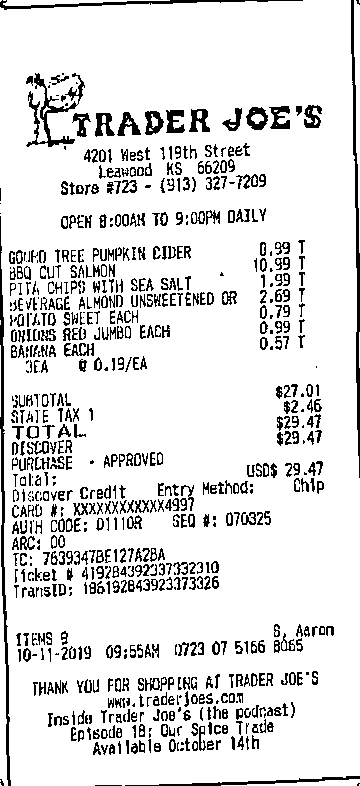 TRADER JOE'S
4201 West 119th Street
Leawood KS 66209
Store #723 - (913) 327-7209
OPEN 8:00AM TO 9:00PM DAILY
GOURD TREE PUMPKIN CIDER 8.99 T
BBQ CUT SALMON 10.99 T
PITA CHIPS WITH SEA SALT 1.99 T
BEVERAGE ALMOND UNSWEETENED OR 2.69 T
POTATO SWEET EACH 0.79 T
ONIONS RED JUMBO EACH 0.99 T
BANANA EACH 0.57 T
3EA @ 0.19/EA
SUBTOTAL $27.01
STATE TAX 1 $2.46
TOTAL $29.47
DISCOVER $29.47
PURCHASE - APPROVED
Total: USD$ 29.47
Discover Credit Entry Method: Chip
CARD #: XXXXXXXXXXXX4997
AUTH CODE: 01110R SEQ #: 070325
ARC: 00
TC: 7639347BE127A2BA
Ticket # 419284392337332310
TransID: 186192843923373326
ITEMS 9 S, Aaron
10-11-2019 09:55AM 0723 07 5166 8065
THANK YOU FOR SHOPPING AT TRADER JOE'S
www.traderjoes.com
Inside Trader Joe's (the podcast)
Episode 18: Our Spice Trade
Available October 14th